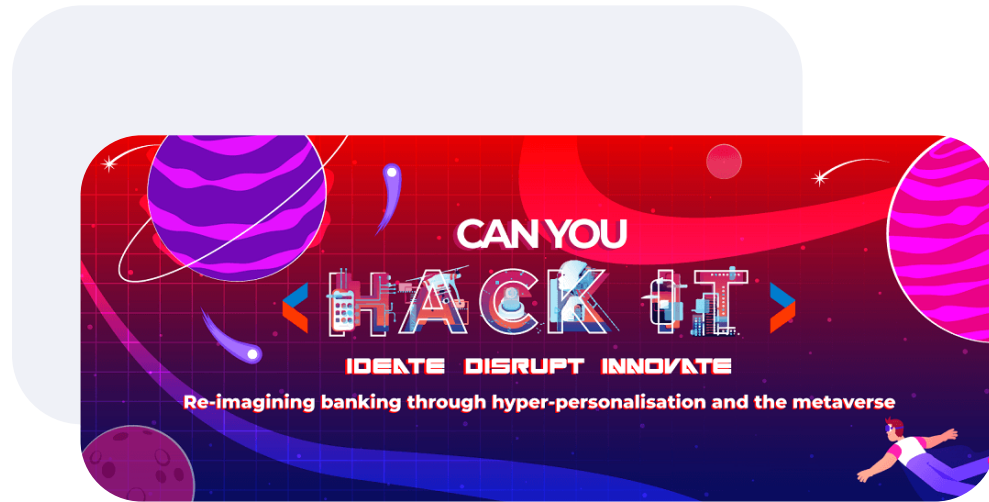 CAN YOU
<HACK IT>
IDEATE DISRUPT INNOVATE
Re-imagining banking through hyper-personalisation and the metaverse